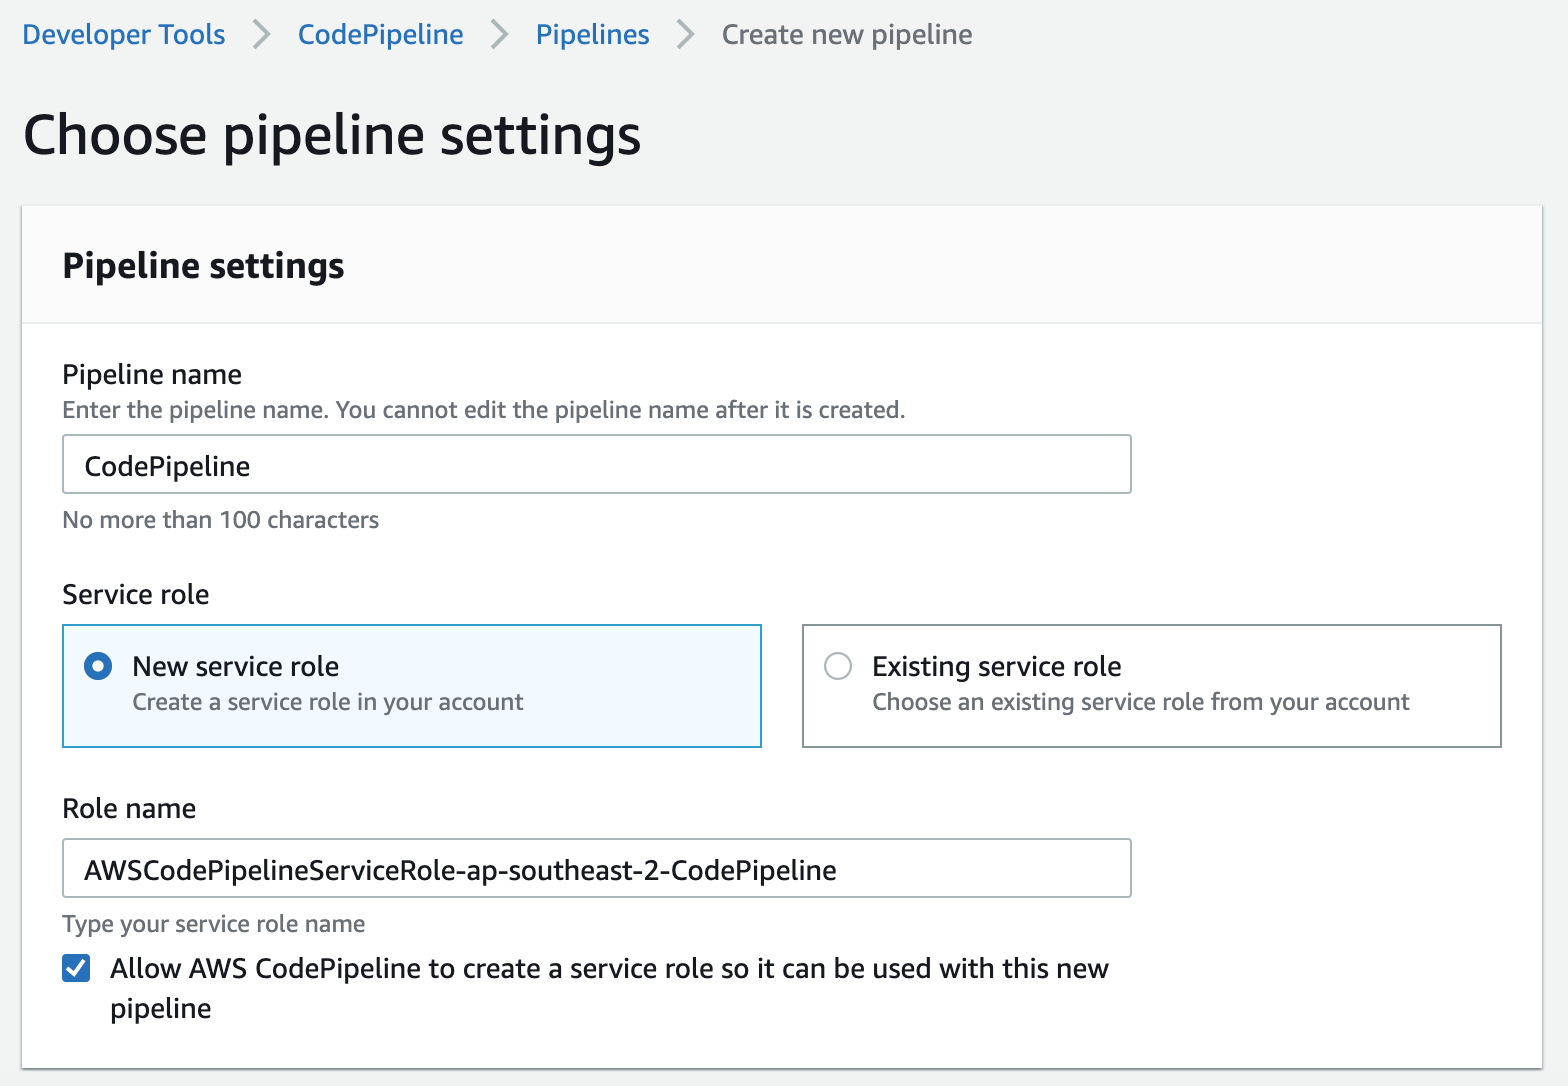 Developer Tools > CodePipeline > Pipelines > Create new pipeline
Choose pipeline settings
Pipeline settings
Pipeline name
Enter the pipeline name. You cannot edit the pipeline name after it is created.
CodePipeline
No more than 100 characters
Service role
New service role
Create a service role in your account
Existing service role
Choose an existing service role from your account
Role name
AWSCodePipelineServiceRole-ap-southeast-2-CodePipeline
Type your service role name
Allow AWS CodePipeline to create a service role so it can be used with this new
pipeline